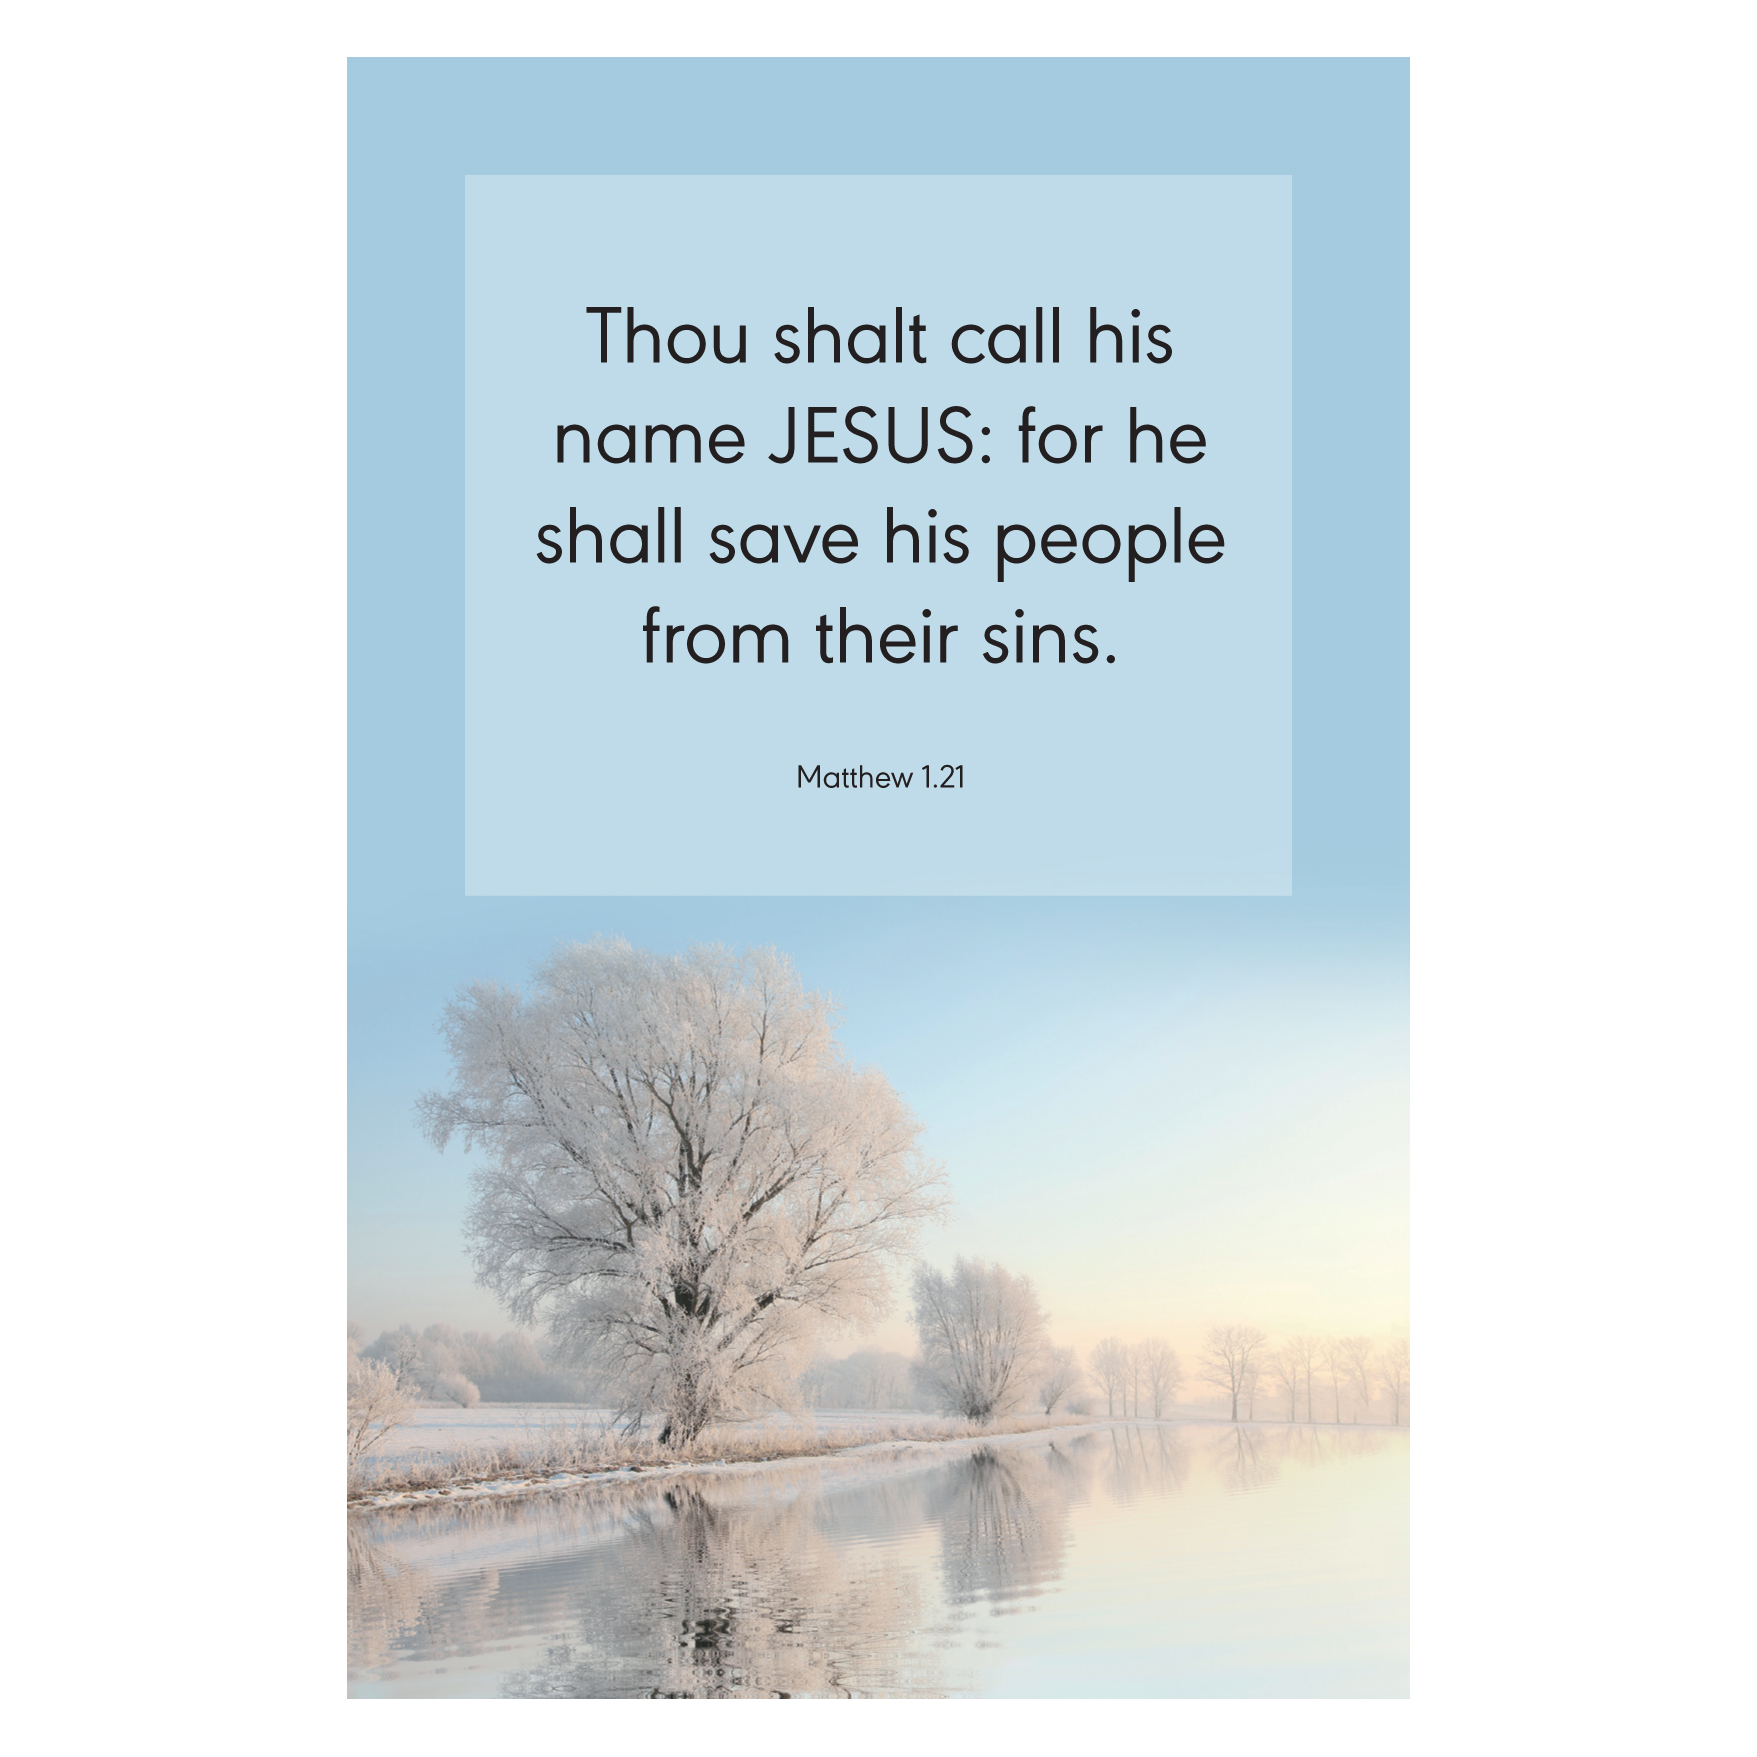 Thou shalt call his
name JESUS: for he
shall save his people
from their sins.
Matthew 1.21